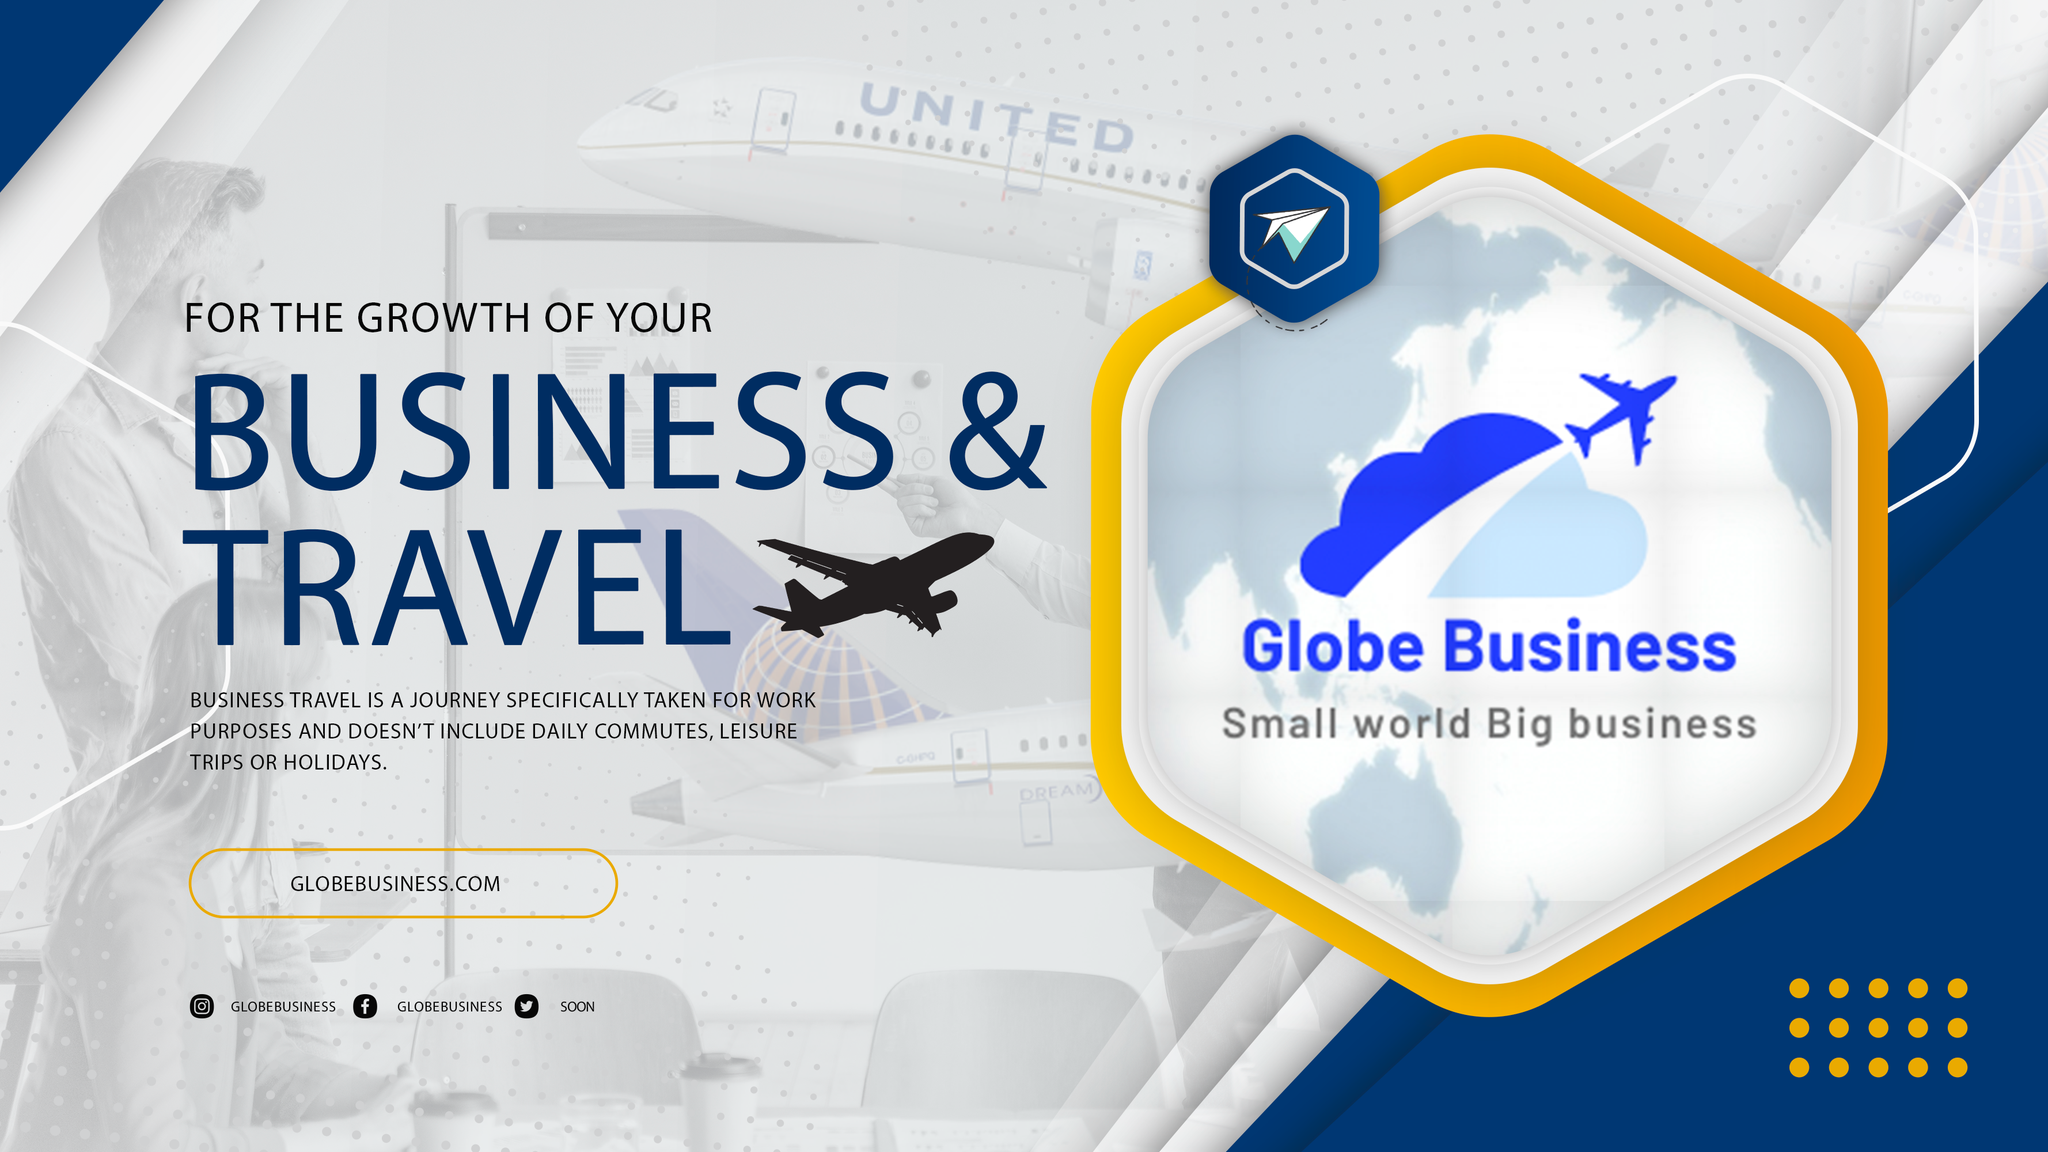 UNITED
FOR THE GROWTH OF YOUR
BUSINESS &
TRAVEL
BUSINESS TRAVEL IS A JOURNEY SPECIFICALLY TAKEN FOR WORK
PURPOSES AND DOESN’T INCLUDE DAILY COMMUTES, LEISURE
TRIPS OR HOLIDAYS.
DREAM
GLOBEBUSINESS.COM
GLOBEBUSINESS GLOBEBUSINESS SOON
Globe Business
Small world Big business